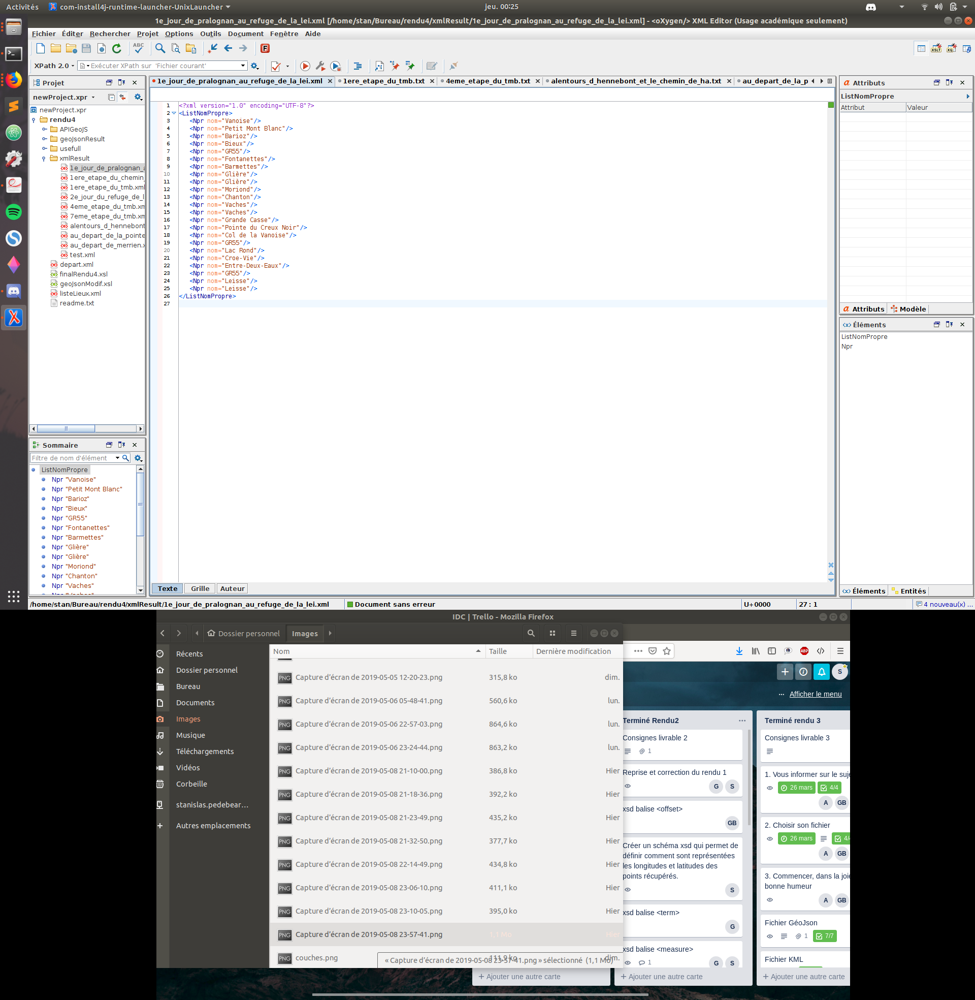 Activités
com-install4j-runtime-launcher-UnixLauncher
jeu. 00:25
1e_jour_de_pralognan_au_refuge_de_la_lei.xml [/home/stan/Bureau/rendu4/xmlResult/1e_jour_de_pralognan_au_refuge_de_la_lei.xml] - <oXygen/> XML Editor (Usage académique seulement)
Fichier Éditer Rechercher Projet Options Outils Document Fenêtre Aide
ABC
F
XSLT
XQ
XPath 2.0
Exécuter XPath sur 'Fichier courant'
Projet
newProject.xpr
newProject.xpr
rendu4
APIGeoJS
geoJsonResult
usefull
xmlResult
1e_jour_de_pralognan_a
1ere_etape_du_chemin_
1ere_etape_du_tmb.xml
2e_jour_du_refuge_de_l
4eme_etape_du_tmb.xm
7eme_etape_du_tmb.xm
alentours_d_hennebont
au_depart_de_la_pointe
au_depart_de_merrien.x
test.xml
depart.xml
finalRendu4.xsl
geoJsonModif.xsl
listeLieux.xml
readme.txt
Sommaire
Filtre de nom d'élément
ListNomPropre
Npr "Vanoise"
Npr "Petit Mont Blanc"
Npr "Barioz"
Npr "Bieux"
Npr "GR55"
Npr "Fontanettes"
Npr "Barmettes"
Npr "Glière"
Npr "Glière"
Npr "Moriond"
Npr "Chanton"
Npr "Vaches"
Npr "Vaches"
1e_jour_de_pralognan_au_refuge_de_la_lei.xml
1ere_etape_du_tmb.txt
4eme_etape_du_tmb.txt
alentours_d_hennebont_et_le_chemin_de_ha.txt
au_depart_de_la_p
1 <?xml version="1.0" encoding="UTF-8"?>
2 <ListNomPropre>
3 <Npr nom="Vanoise"/>
4 <Npr nom="Petit Mont Blanc"/>
5 <Npr nom="Barioz"/>
6 <Npr nom="Bieux"/>
7 <Npr nom="GR55"/>
8 <Npr nom="Fontanettes"/>
9 <Npr nom="Barmettes"/>
10 <Npr nom="Glière"/>
11 <Npr nom="Glière"/>
12 <Npr nom="Moriond"/>
13 <Npr nom="Chanton"/>
14 <Npr nom="Vaches"/>
15 <Npr nom="Vaches"/>
16 <Npr nom="Grande Casse"/>
17 <Npr nom="Pointe du Creux Noir"/>
18 <Npr nom="Col de la Vanoise"/>
19 <Npr nom="GR55"/>
20 <Npr nom="Lac Rond"/>
21 <Npr nom="Croe-Vie"/>
22 <Npr nom="Entre-Deux-Eaux"/>
23 <Npr nom="GR55"/>
24 <Npr nom="Leisse"/>
25 <Npr nom="Leisse"/>
26 </ListNomPropre>
27
Texte Grille Auteur
Attributs
ListNomPropre
Attribut Valeur
Attributs Modèle
Éléments
ListNomPropre
Npr
Éléments Entités
/home/stan/Bureau/rendu4/xmlResult/1e_jour_de_pralognan_au_refuge_de_la_lei.xml
Document sans erreur
U+0000
27 : 1
4 nouveau(x) ...
IDC | Trello - Mozilla Firefox
Dossier personnel
Images
Récents
Dossier personnel
Bureau
Documents
Images
Musique
Téléchargements
Vidéos
Corbeille
stanislas.pedebear...
Autres emplacements
Nom Taille Dernière modification
PNG Capture d'écran de 2019-05-05 12-20-23.png 315,8 ko dim.
PNG Capture d'écran de 2019-05-06 05-48-41.png 560,6 ko lun.
PNG Capture d'écran de 2019-05-06 22-57-03.png 864,6 ko lun.
PNG Capture d'écran de 2019-05-06 23-24-44.png 863,2 ko lun.
PNG Capture d'écran de 2019-05-08 21-10-00.png 386,8 ko Hier
PNG Capture d'écran de 2019-05-08 21-18-36.png 392,2 ko Hier
PNG Capture d'écran de 2019-05-08 21-23-49.png 435,2 ko Hier
PNG Capture d'écran de 2019-05-08 21-32-50.png 377,7 ko Hier
PNG Capture d'écran de 2019-05-08 22-14-49.png 434,8 ko Hier
PNG Capture d'écran de 2019-05-08 23-06-10.png 411,1 ko Hier
PNG Capture d'écran de 2019-05-08 23-10-05.png 395,0 ko Hier
PNG Capture d'écran de 2019-05-08 23-57-41.png 1,1 Mo Hier
PNG couches.png 111,9 ko dim.
« Capture d'écran de 2019-05-08 23-57-41.png » sélectionné (1,1 Mo)
ABP
S
Afficher le menu
Terminé Rendu2
Consignes livrable 2
1
Reprise et correction du rendu 1
G S
xsd balise <offset>
GB
Créer un schéma xsd qui permet de
définir comment sont représentées
les longitudes et latitudes des
points récupérés.
S
xsd balise <term>
G
xsd balise <measure>
1
G S
Terminé rendu 3
Consignes livrable 3
1. Vous informer sur le suje
26 mars 4/4
A GB
2. Choisir son fichier
26 mars 4/4
A GB
3. Commencer, dans la joie
bonne humeur
A GB
Fichier GéoJson
1 7/7
Fichier KML
+ Ajouter une autre carte
+ Ajouter une autre carte
+ Ajouter une autre carte